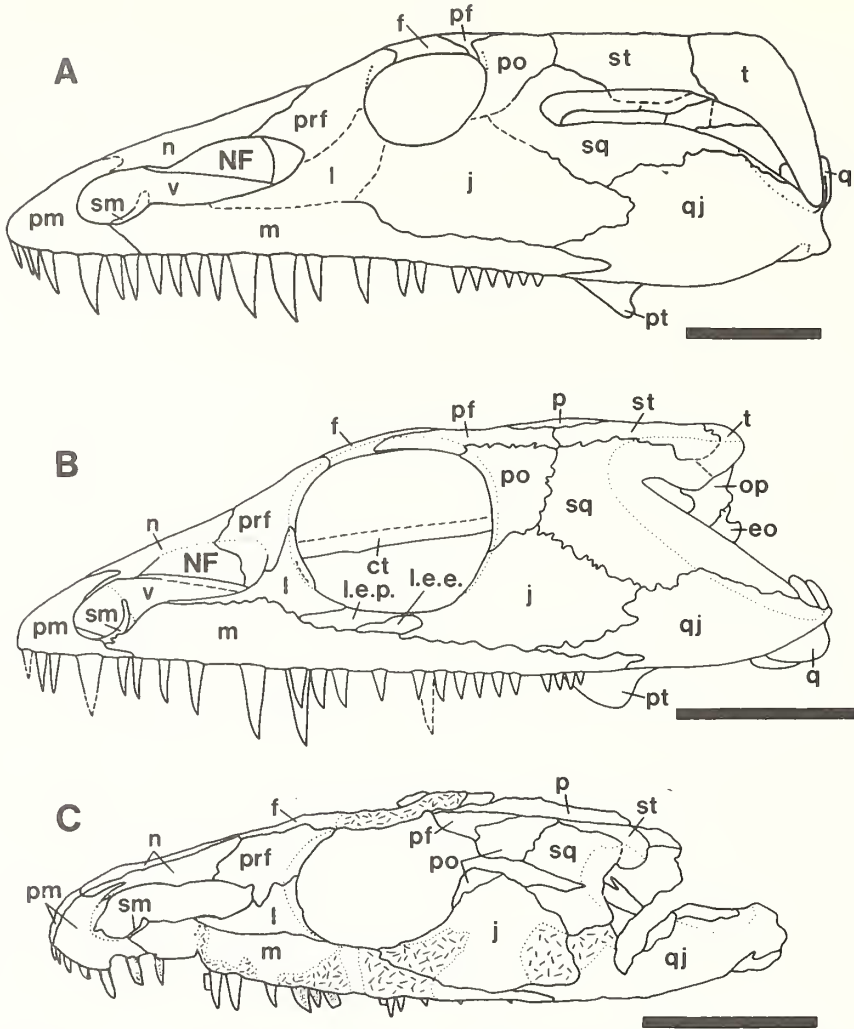 A
f
pf
po
st
t
prf
n
NF
v
sm
pm
l
j
sq
q
qj
m
pt
B
f
pf
p
st
t
po
sq
op
eo
n
prf
NF
v
sm
pm
l
ct
l.e.p.
l.e.e.
j
m
qj
q
pt
C
f
p
st
n
prf
pf
po
sq
pm
sm
l
m
j
qj